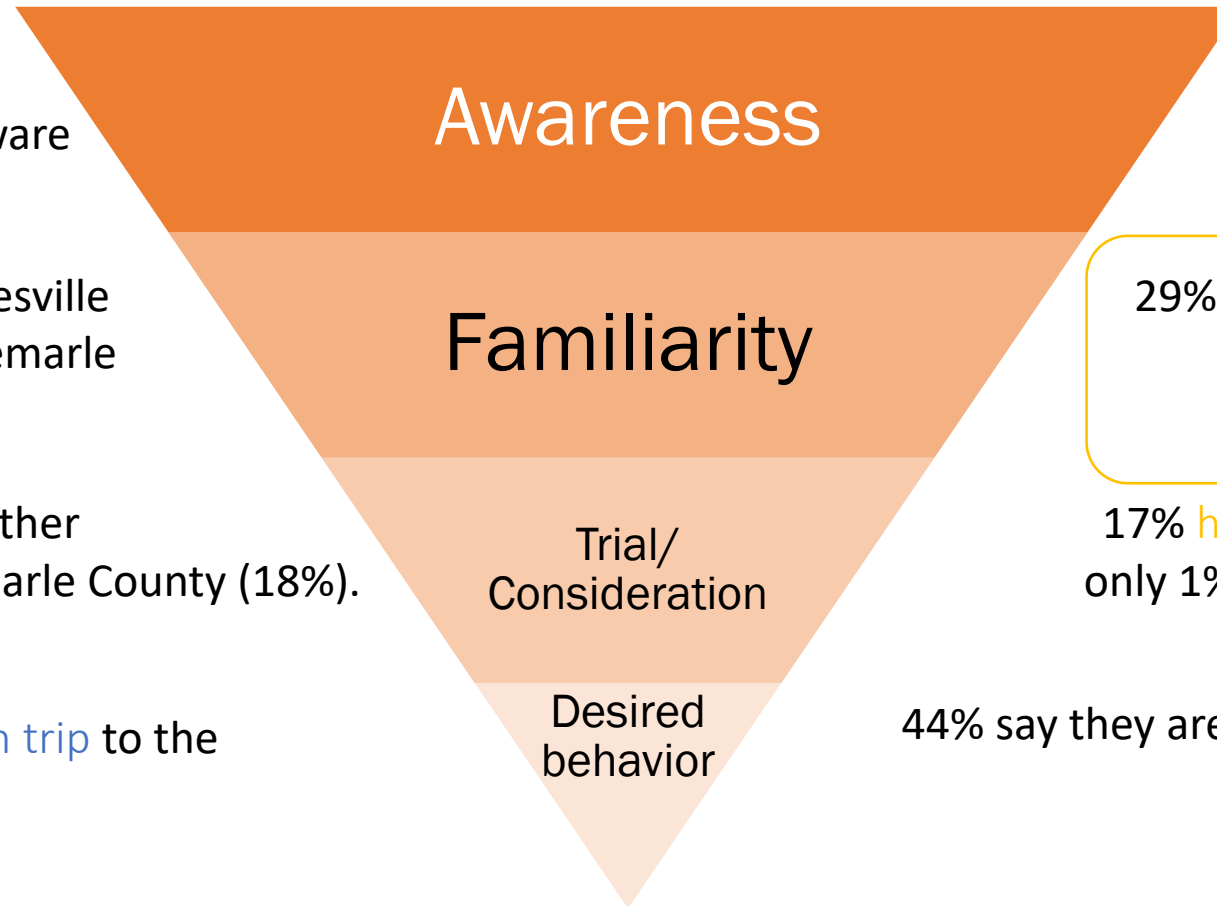 Awareness
ware
esville
emarle
Familiarity
29%
ther
arle County (18%).
Trial/
Consideration
17% h
only 1%
n trip to the
Desired
behavior
44% say they are